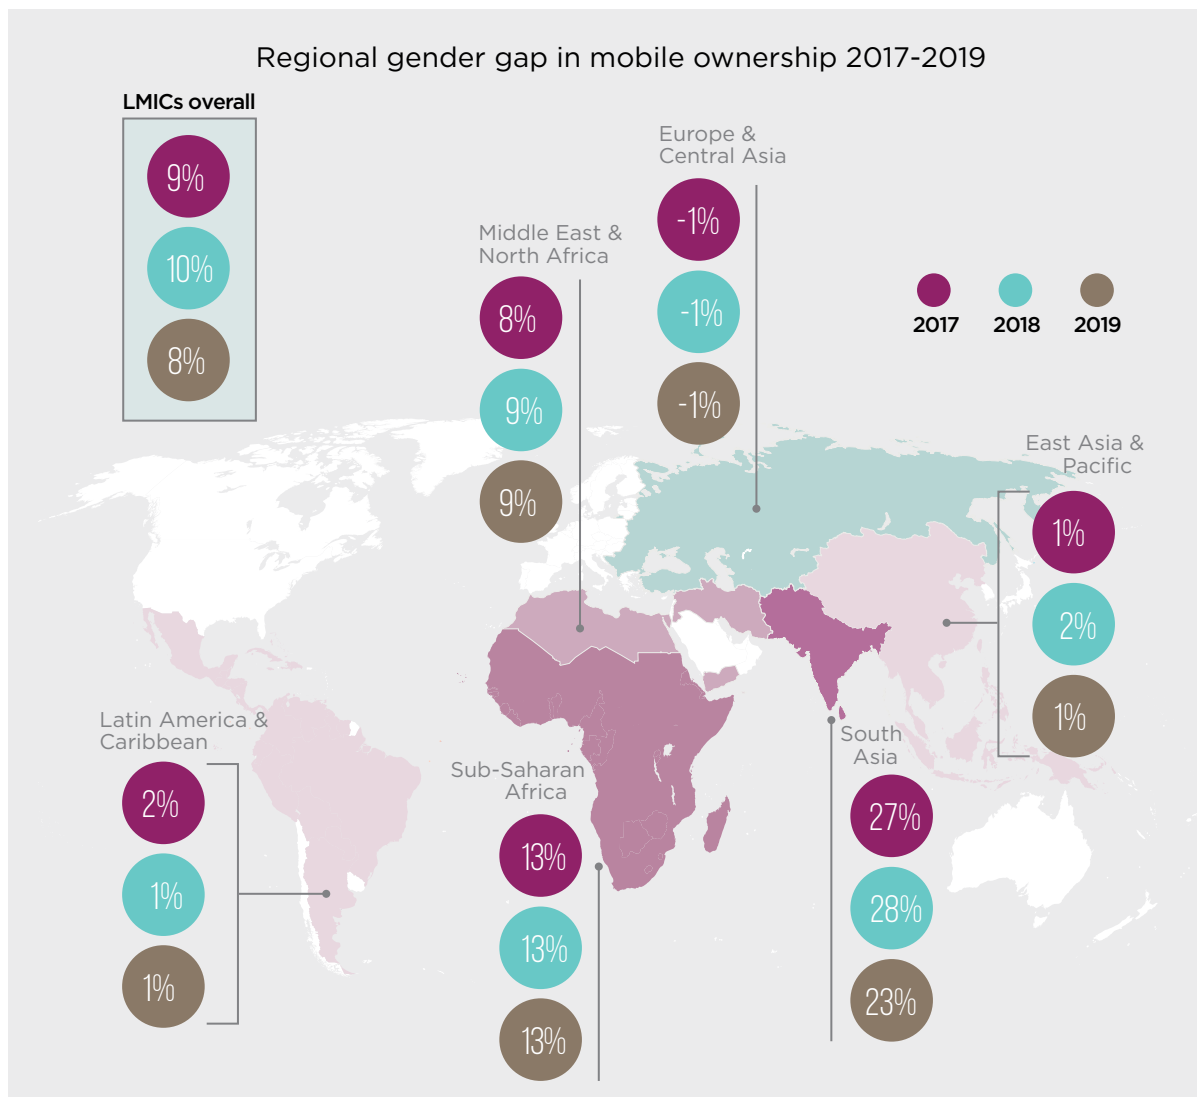 Regional gender gap in mobile ownership 2017-2019
LMICs overall
9%
10%
8%
Europe &
Central Asia
-1%
-1%
-1%
Middle East &
North Africa
8%
9%
9%
2017 2018 2019
East Asia &
Pacific
1%
2%
1%
Latin America &
Caribbean
2%
1%
1%
Sub-Saharan
Africa
13%
13%
13%
South
Asia
27%
28%
23%